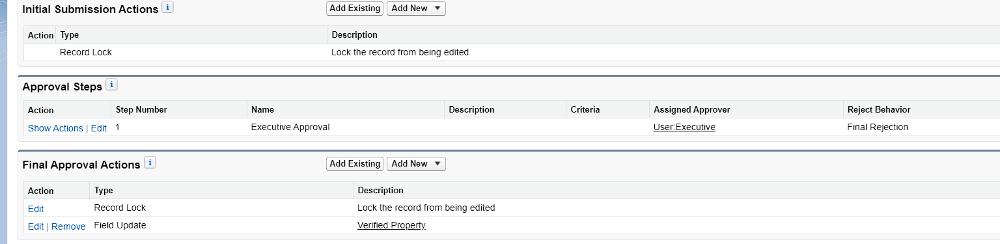 Initial Submission Actions i Add Existing Add New
Action Type Description
Record Lock Lock the record from being edited
Approval Steps i
Action Step Number Name Description Criteria Assigned Approver Reject Behavior
Show Actions | Edit 1 Executive Approval User:Executive Final Rejection
Final Approval Actions i Add Existing Add New
Action Type Description
Edit Record Lock Lock the record from being edited
Edit | Remove Field Update Verified Property